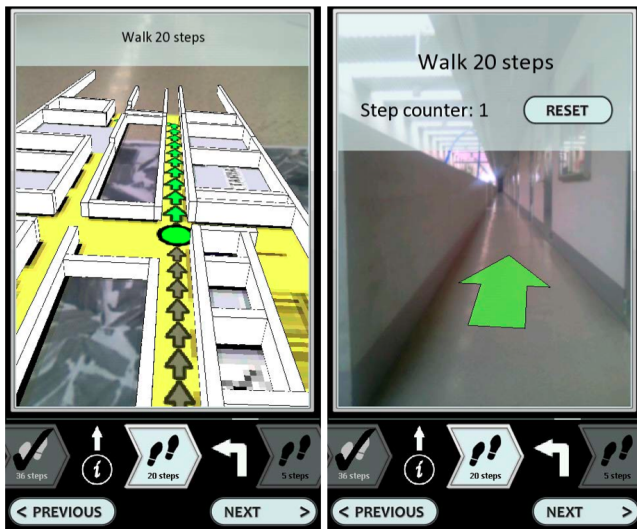 Walk 20 steps
36 steps
i
20 steps
5 steps
< PREVIOUS
NEXT >
Walk 20 steps
Step counter: 1
RESET
36 steps
i
20 steps
5 steps
< PREVIOUS
NEXT >